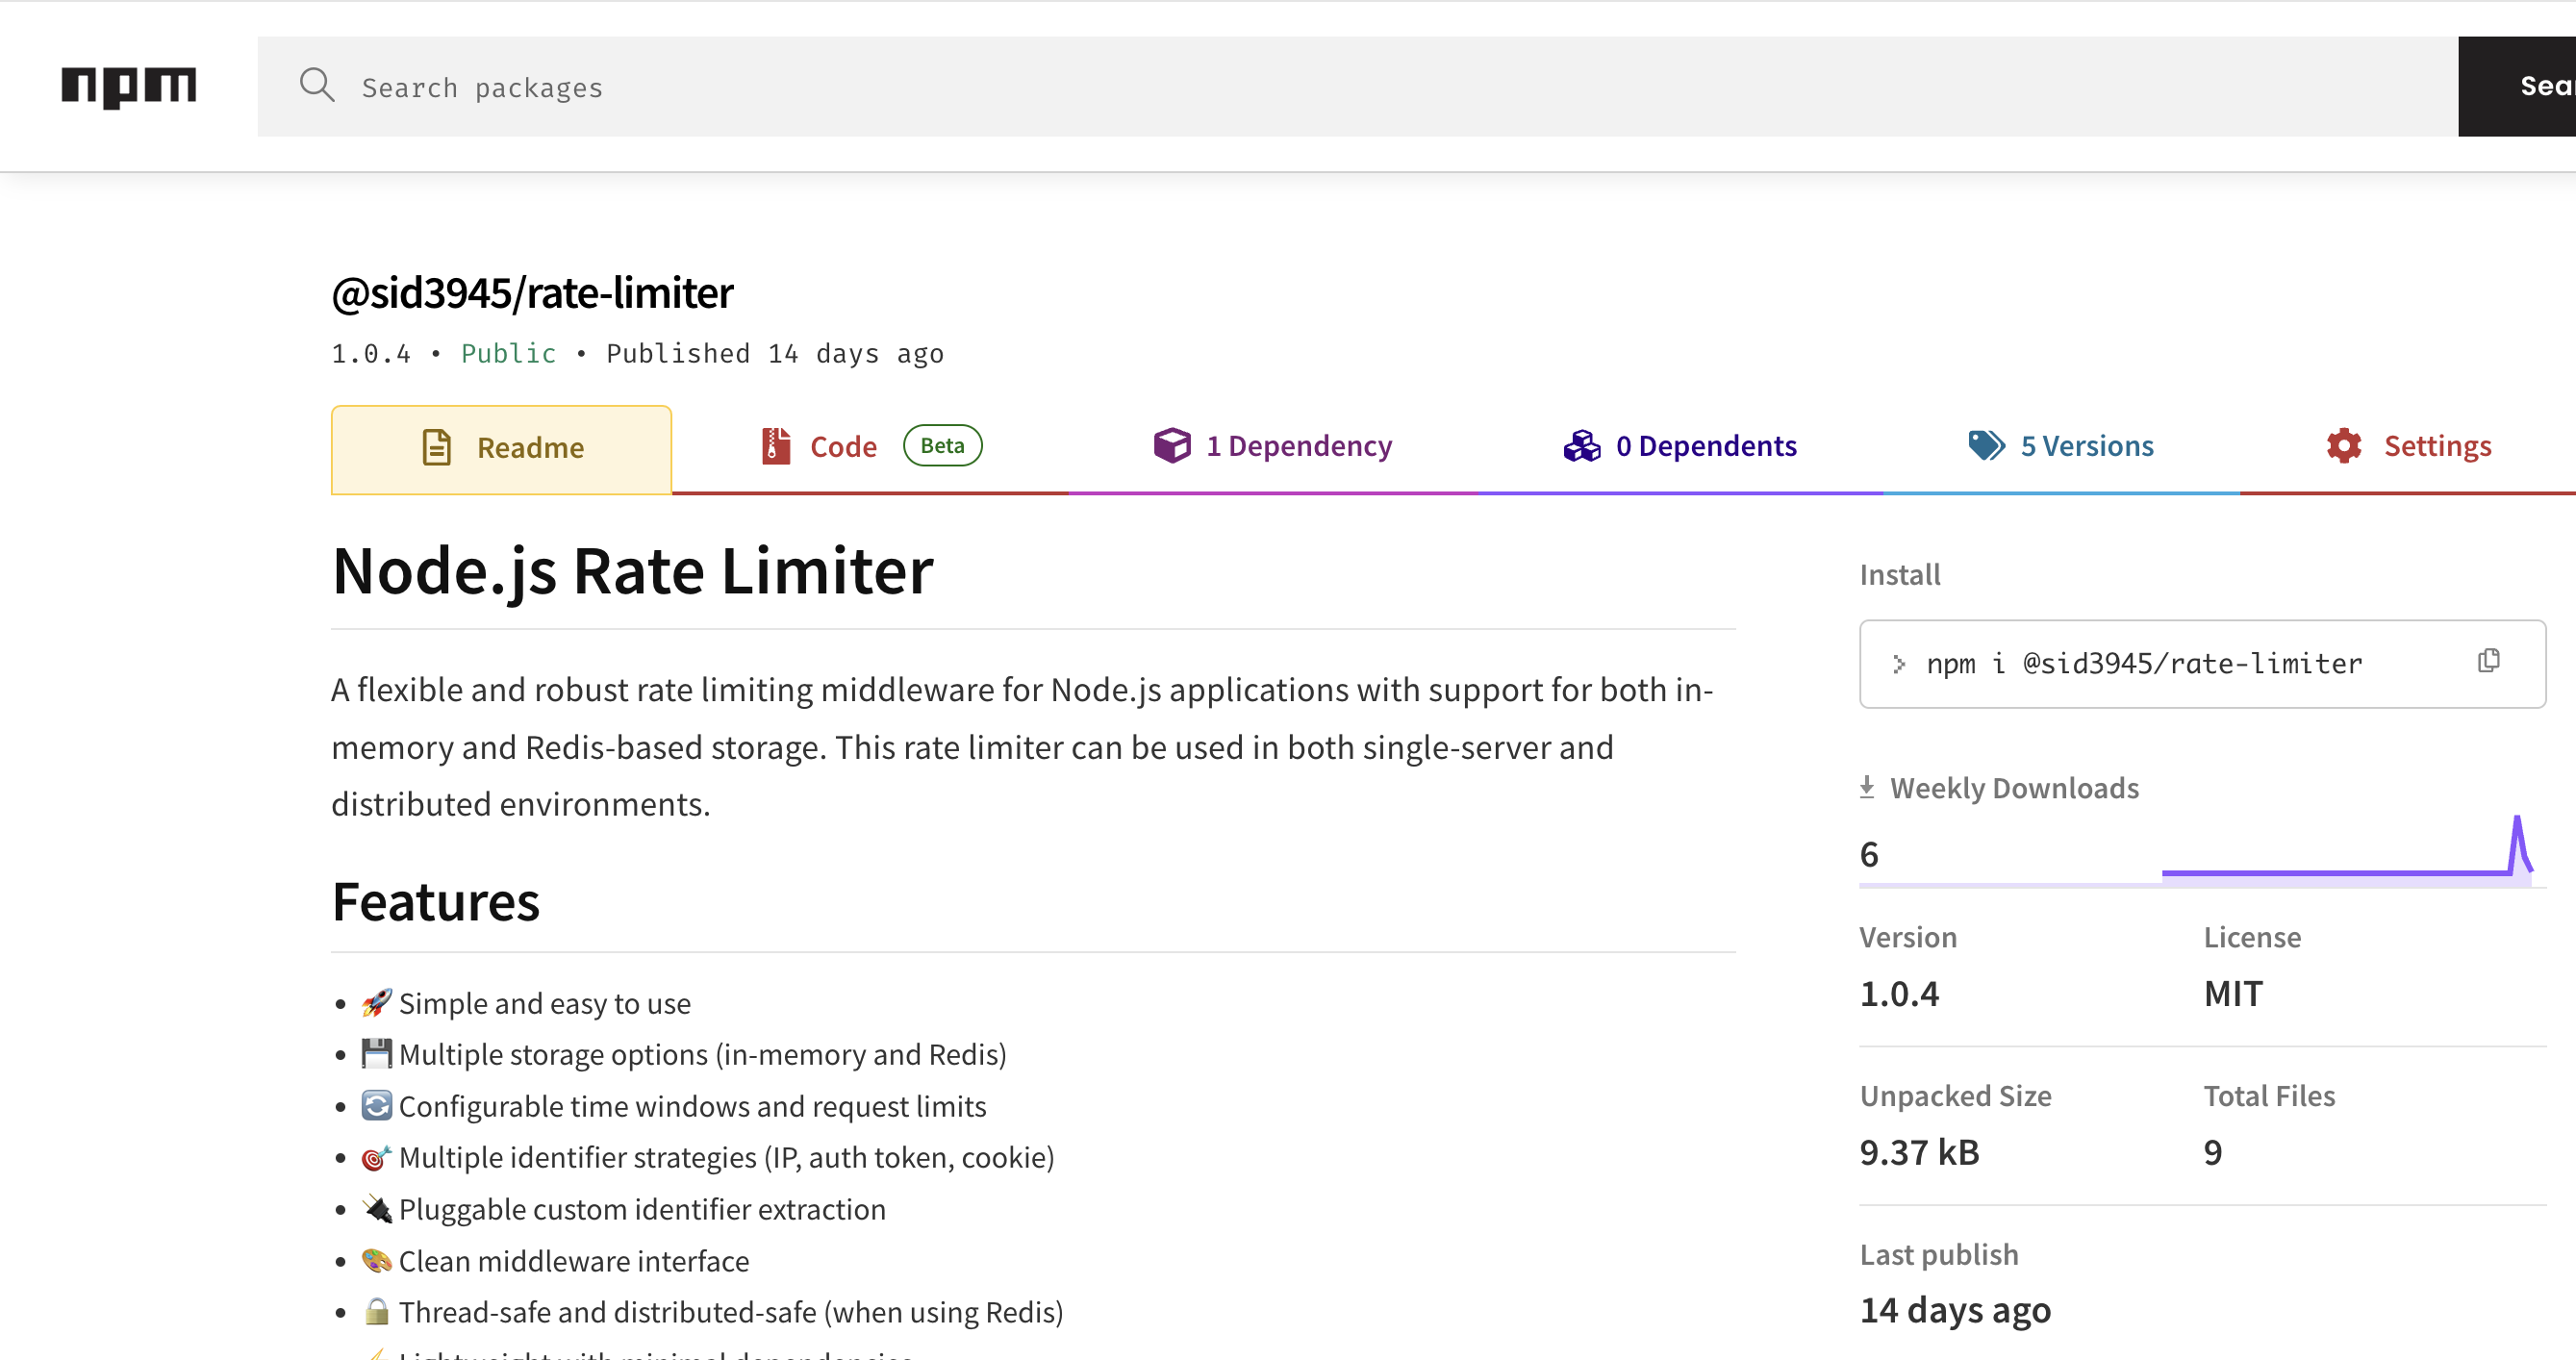 npm
Search packages
Sear
@sid3945/rate-limiter
1.0.4 • Public • Published 14 days ago
Readme
Code Beta
1 Dependency
0 Dependents
5 Versions
Settings
Node.js Rate Limiter
A flexible and robust rate limiting middleware for Node.js applications with support for both in-
memory and Redis-based storage. This rate limiter can be used in both single-server and
distributed environments.
Features
• 🚀 Simple and easy to use
• 💾 Multiple storage options (in-memory and Redis)
• 🔄 Configurable time windows and request limits
• 🎯 Multiple identifier strategies (IP, auth token, cookie)
• 🔌 Pluggable custom identifier extraction
• 🎨 Clean middleware interface
• 🔒 Thread-safe and distributed-safe (when using Redis)
• ⚡ Lightweight with minimal dependencies
Install
> npm i @sid3945/rate-limiter
Weekly Downloads
6
Version
License
1.0.4
MIT
Unpacked Size
Total Files
9.37 kB
9
Last publish
14 days ago